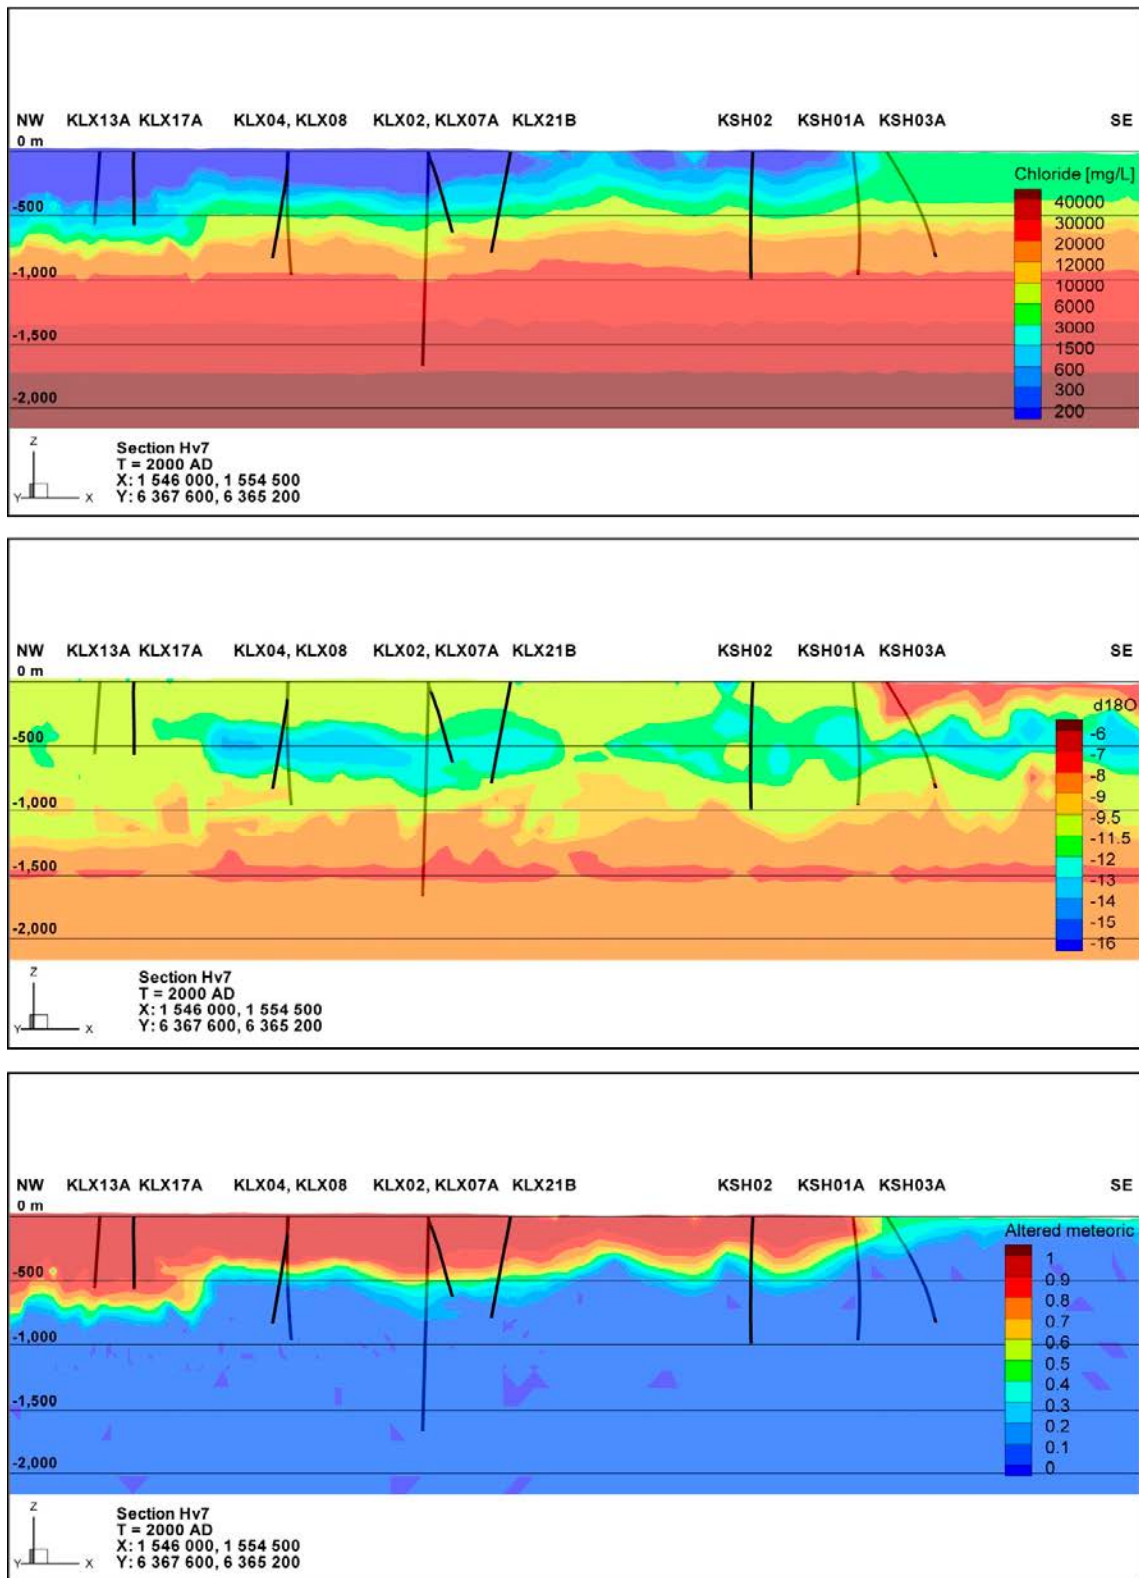 NW KLX13A KLX17A KLX04, KLX08 KLX02, KLX07A KLX21B KSH02 KSH01A KSH03A SE
0 m
-500
-1,000
-1,500
-2,000
Chloride [mg/L]
40000
30000
20000
12000
10000
6000
3000
1500
600
300
200
Z
Y X
Section Hv7
T = 2000 AD
X: 1 546 000, 1 554 500
Y: 6 367 600, 6 365 200
NW KLX13A KLX17A KLX04, KLX08 KLX02, KLX07A KLX21B KSH02 KSH01A KSH03A SE
0 m
-500
-1,000
-1,500
-2,000
d18O
-6
-7
-8
-9
-9.5
-11.5
-12
-13
-14
-15
-16
Z
Y X
Section Hv7
T = 2000 AD
X: 1 546 000, 1 554 500
Y: 6 367 600, 6 365 200
NW KLX13A KLX17A KLX04, KLX08 KLX02, KLX07A KLX21B KSH02 KSH01A KSH03A SE
0 m
-500
-1,000
-1,500
-2,000
Altered meteoric
1
0.9
0.8
0.7
0.6
0.5
0.4
0.3
0.2
0.1
0
Z
Y X
Section Hv7
T = 2000 AD
X: 1 546 000, 1 554 500
Y: 6 367 600, 6 365 200